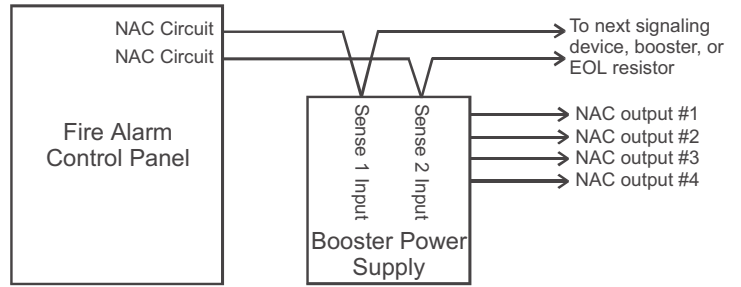 NAC Circuit
NAC Circuit
Fire Alarm
Control Panel
To next signaling
device, booster, or
EOL resistor
Sense 1 Input
Sense 2 Input
NAC output #1
NAC output #2
NAC output #3
NAC output #4
Booster Power
Supply